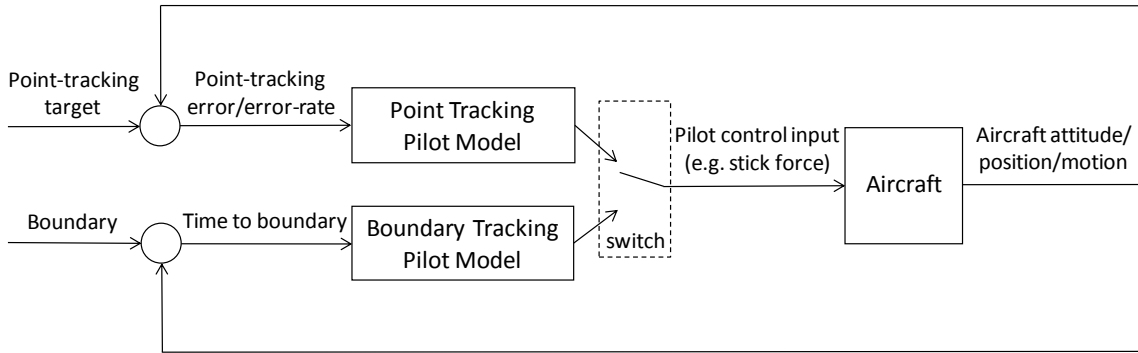 Point-tracking
target
Point-tracking
error/error-rate
Point Tracking
Pilot Model
Pilot control input
(e.g. stick force)
Aircraft
Aircraft attitude/
position/motion
Boundary
Time to boundary
Boundary Tracking
Pilot Model
switch